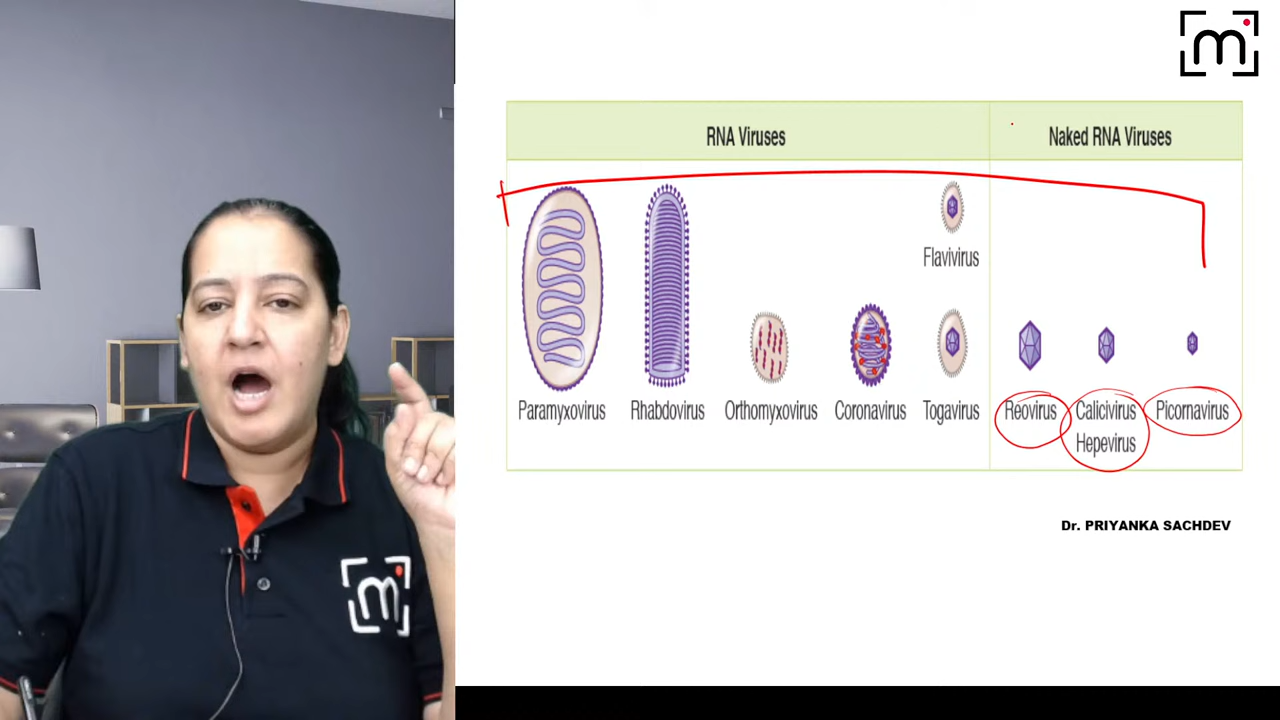 m
RNA Viruses
Naked RNA Viruses
Flavivirus
Paramyxovirus
Rhabdovirus
Orthomyxovirus
Coronavirus
Togavirus
Reovirus
Calicivirus
Hepevirus
Picornavirus
Dr. PRIYANKA SACHDEV
m